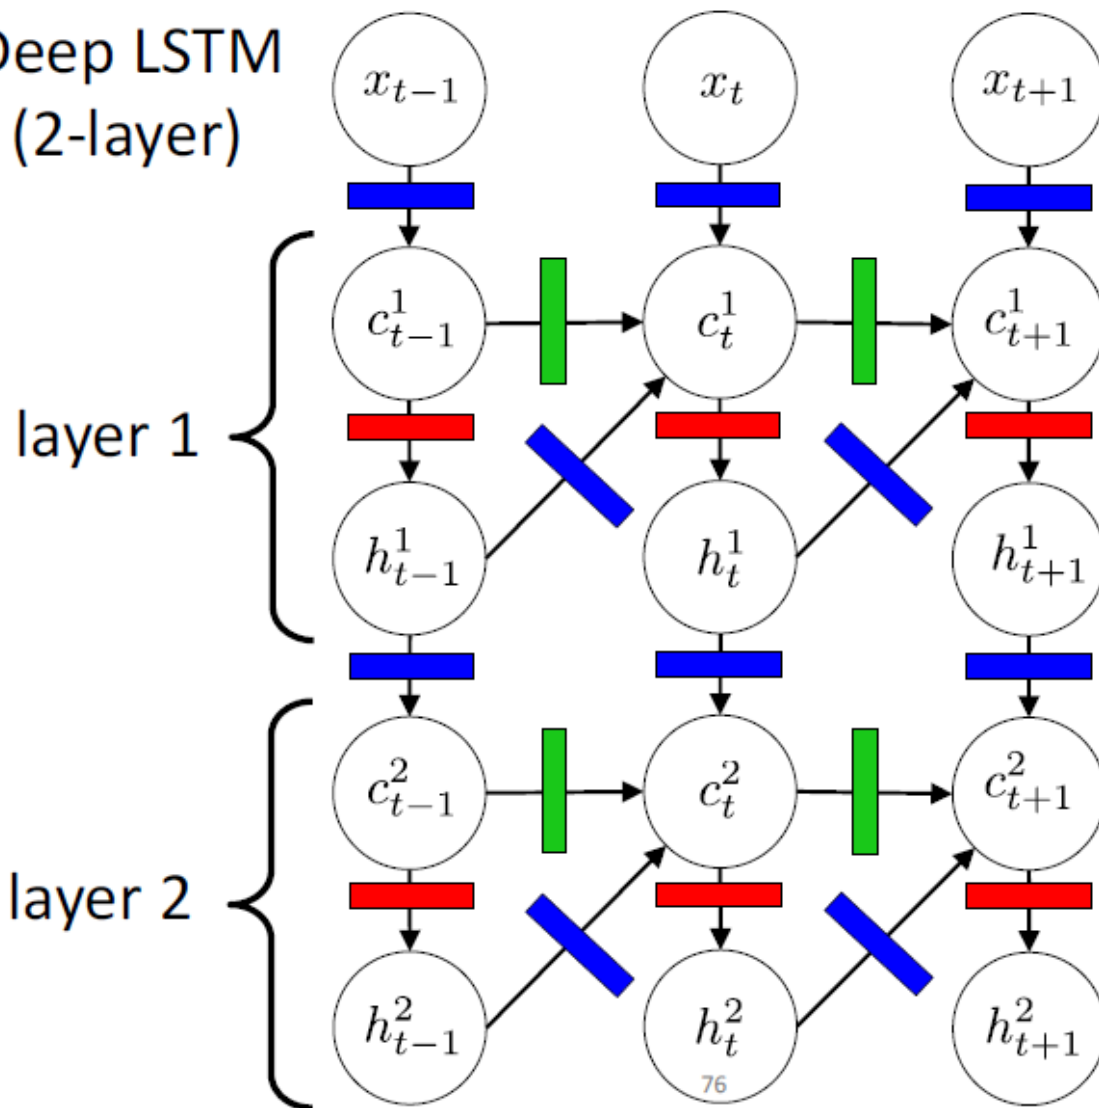 Deep LSTM
(2-layer)
x_{t-1} x_t x_{t+1}
c^1_{t-1} c^1_t c^1_{t+1}
layer 1
h^1_{t-1} h^1_t h^1_{t+1}
c^2_{t-1} c^2_t c^2_{t+1}
layer 2
h^2_{t-1} h^2_t h^2_{t+1}
76